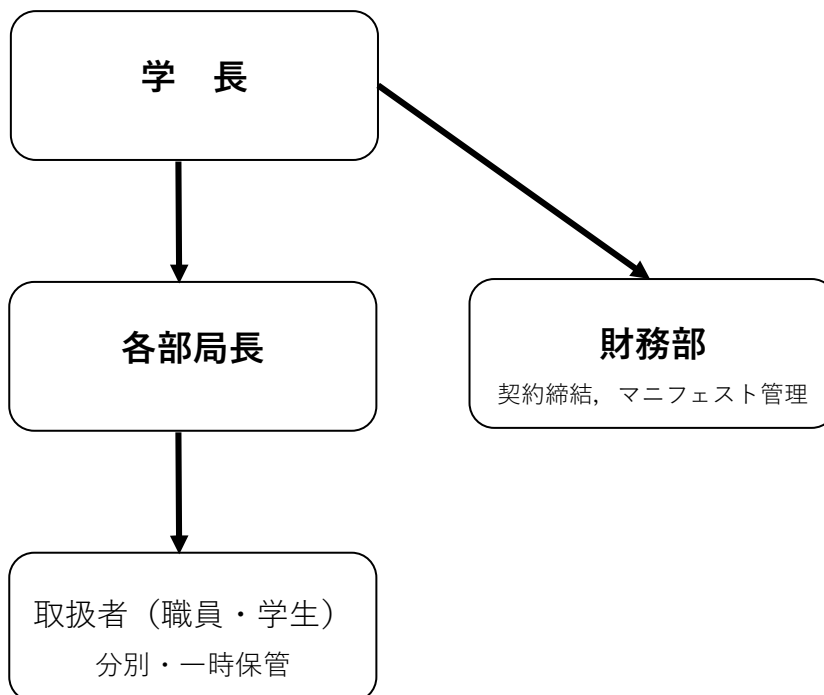 学　長
各部局長
財務部
契約締結，マニフェスト管理
取扱者（職員・学生）
分別・一時保管